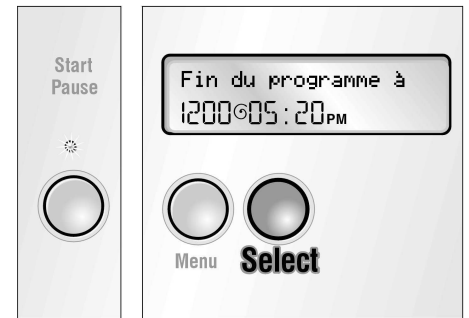 Start
Pause
Fin du programme à
1200 05:20PM
Menu
Select